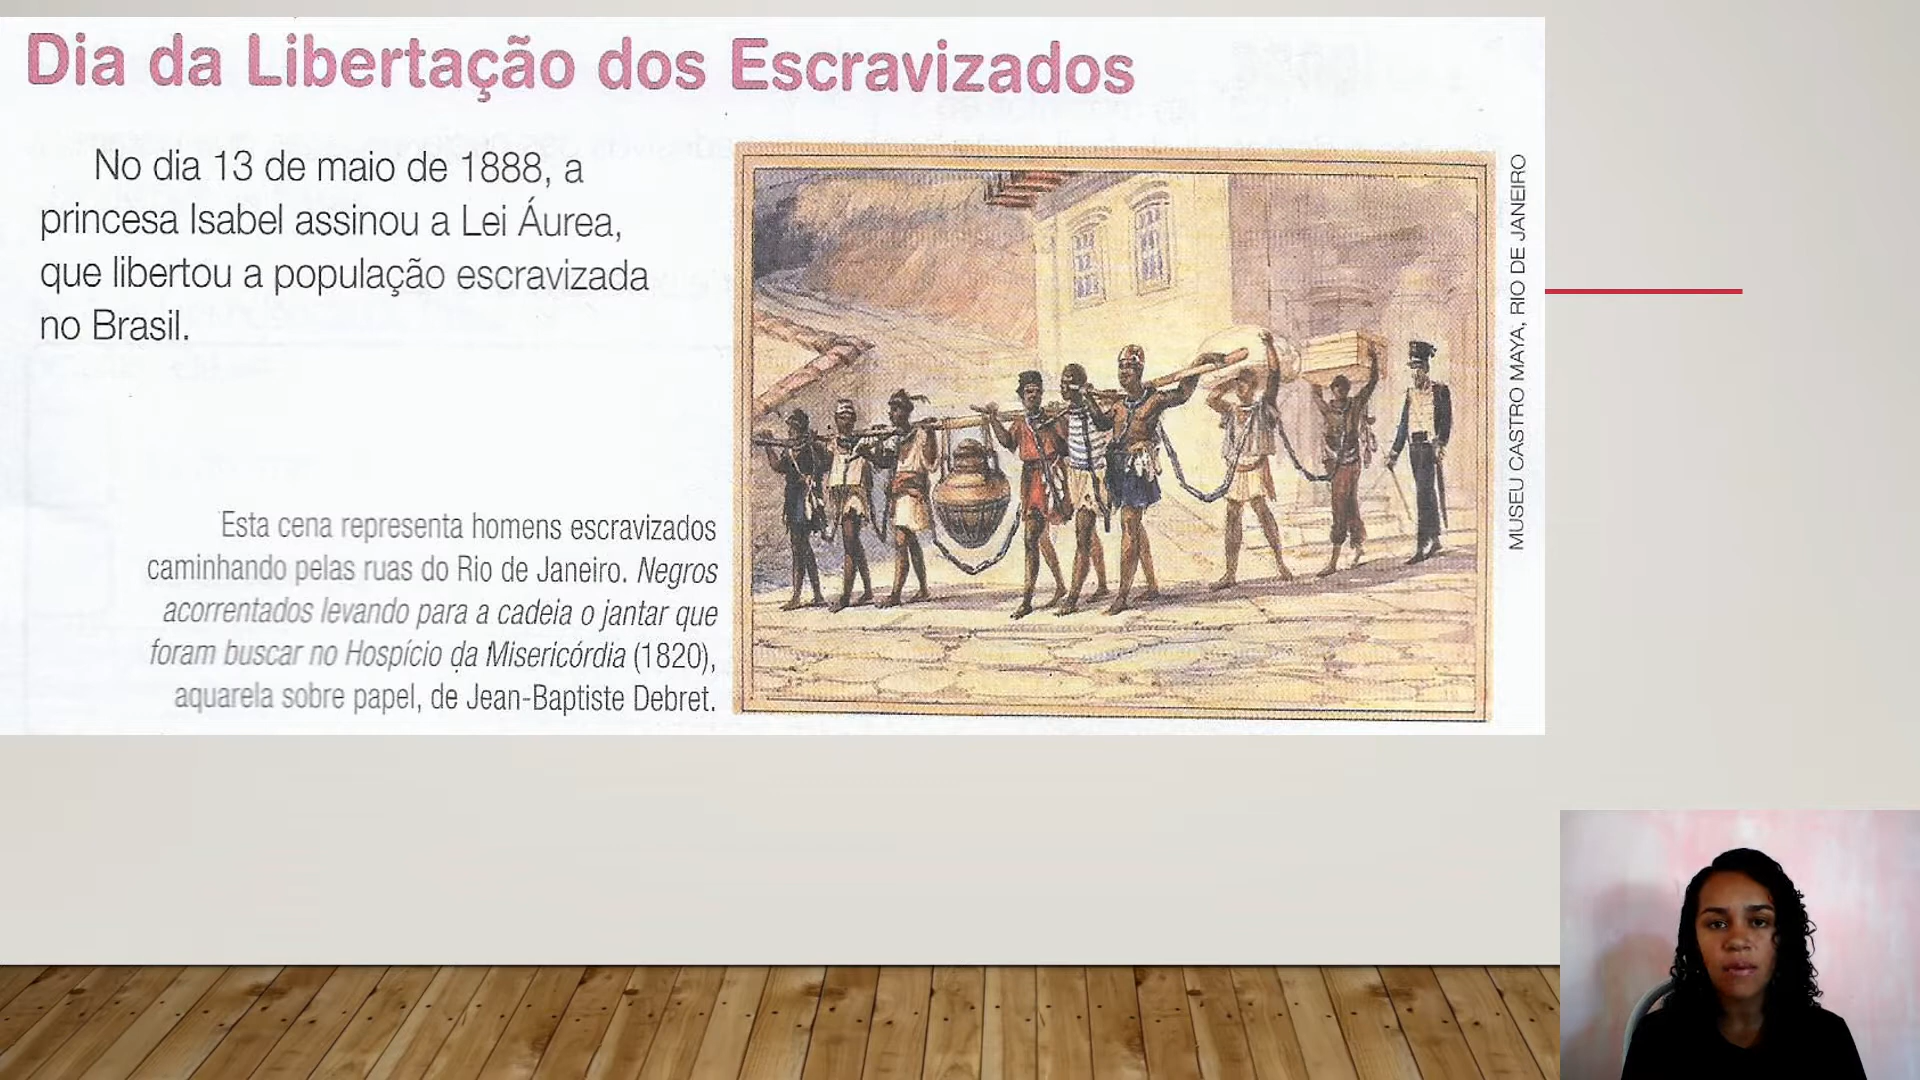 Dia da Libertação dos Escravizados
No dia 13 de maio de 1888, a
princesa Isabel assinou a Lei Áurea,
que libertou a população escravizada
no Brasil.
Esta cena representa homens escravizados
caminhando pelas ruas do Rio de Janeiro. Negros
acorrentados levando para a cadeia o jantar que
foram buscar no Hospício da Misericórdia (1820),
aquarela sobre papel, de Jean-Baptiste Debret.
MUSEU CASTRO MAYA, RIO DE JANEIRO